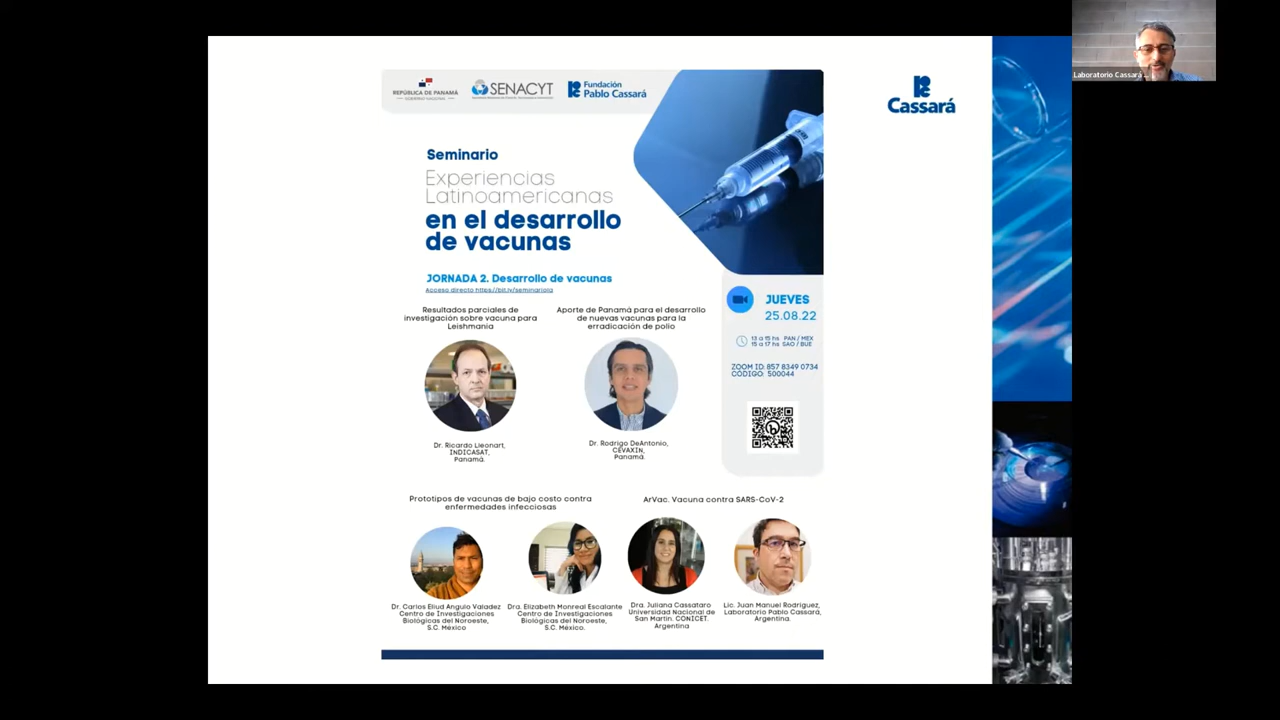 REPÚBLICA DE PANAMÁ
— GOBIERNO NACIONAL —
SENACYT
Fundación
Pablo Cassará
Cassará
Laboratorio Cassará ...
Seminario
Experiencias
Latinoamericanas
en el desarrollo
de vacunas
JORNADA 2. Desarrollo de vacunas
Acceso directo https://bit.ly/seminariola
JUEVES
25.08.22
13 a 15 hs. PAN / MEX
15 a 17 hs SAO / BUE
ZOOM ID: 857 8349 0734
CÓDIGO: 500044
Resultados parciales de
investigación sobre vacuna para
Leishmania
Dr. Ricardo Lleonart,
INDICASAT,
Panamá.
Aporte de Panamá para el desarrollo
de nuevas vacunas para la
erradicación de polio
Dr. Rodrigo DeAntonio,
CEVAXIN,
Panamá.
Prototipos de vacunas de bajo costo contra
enfermedades infecciosas
Dr. Carlos Eliud Angulo Valadez
Centro de Investigaciones
Biológicas del Noroeste,
S.C. México
Dra. Elizabeth Monreal Escalante
Centro de Investigaciones
Biológicas del Noroeste,
S.C. México.
ArVac. Vacuna contra SARS-CoV-2
Dra. Juliana Cassataro
Universidad Nacional de
San Martín. CONICET.
Argentina
Lic. Juan Manuel Rodriguez,
Laboratorio Pablo Cassará,
Argentina.